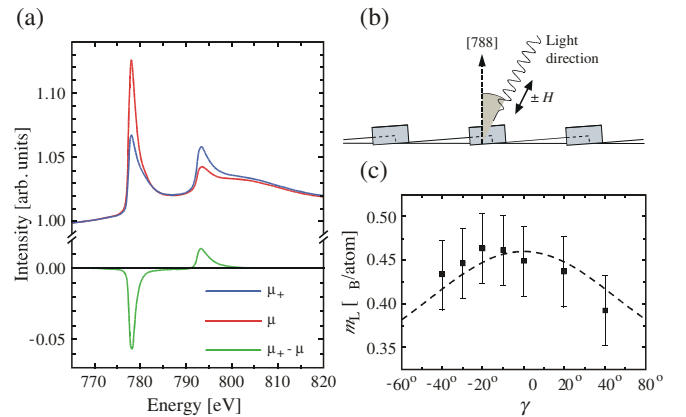 (a)
Intensity [arb. units]
1.10
1.05
1.00
0.00
-0.05
770
780
790
800
810
820
Energy [eV]
μ+
μ
μ+ - μ
(b)
[788]
Light
direction
± H
(c)
mL [ B/atom]
0.50
0.45
0.40
0.35
-60° -40° -20° 0 20° 40° 60° 80°
γ